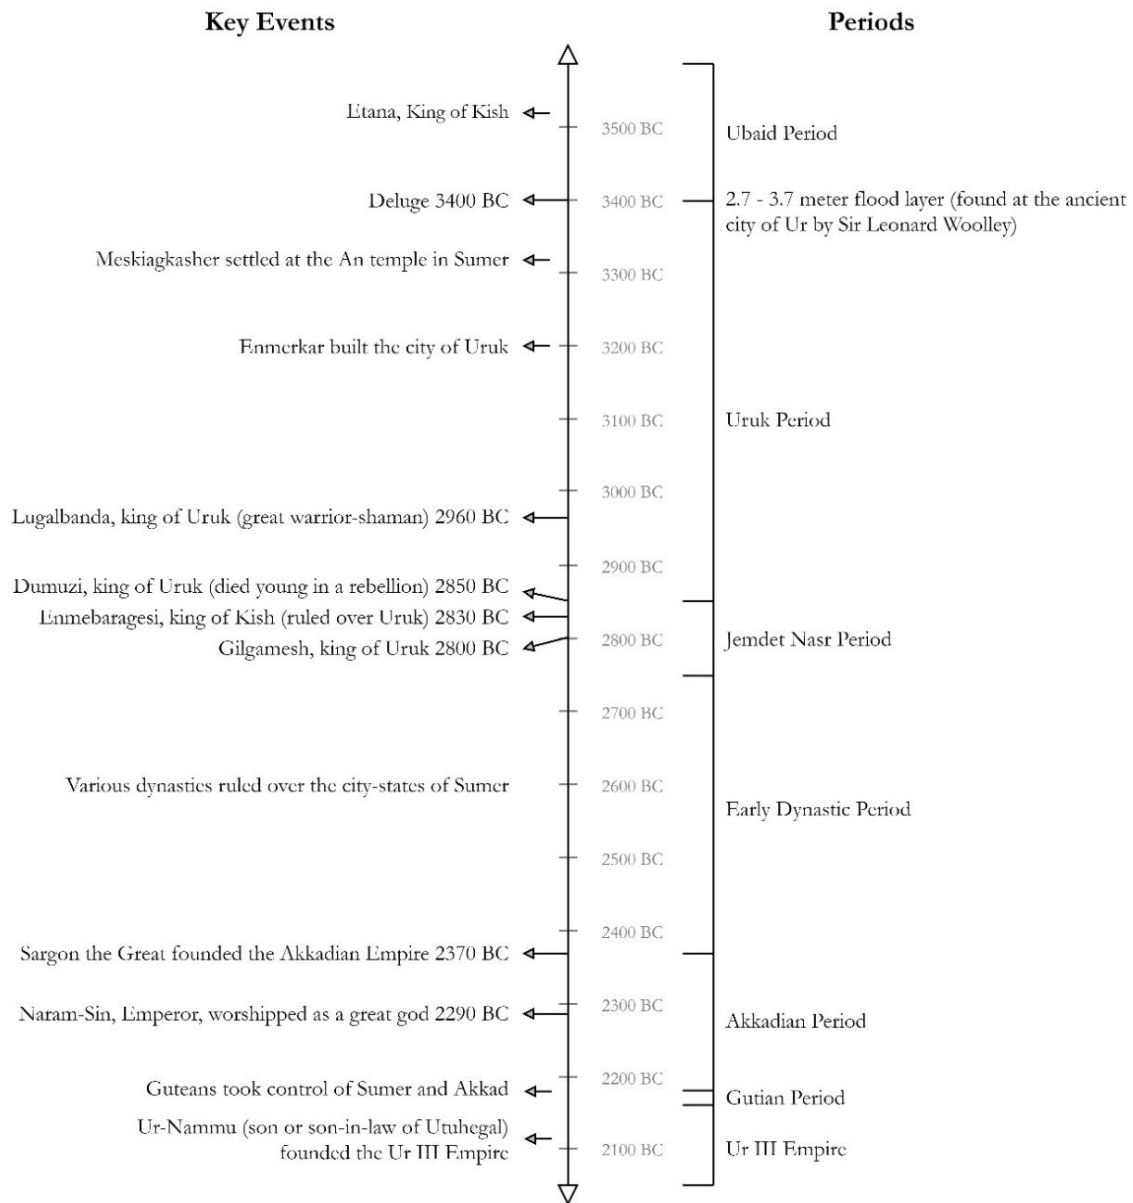 Key Events
Periods
Etana, King of Kish
3500 BC
Ubaid Period
Deluge 3400 BC
3400 BC
2.7 - 3.7 meter flood layer (found at the ancient
city of Ur by Sir Leonard Woolley)
Meskiagkasher settled at the An temple in Sumer
3300 BC
Enmerkar built the city of Uruk
3200 BC
3100 BC
Uruk Period
3000 BC
Lugalbanda, king of Uruk (great warrior-shaman) 2960 BC
2900 BC
Dumuzi, king of Uruk (died young in a rebellion) 2850 BC
Enmebaragesi, king of Kish (ruled over Uruk) 2830 BC
Gilgamesh, king of Uruk 2800 BC
2800 BC
Jemdet Nasr Period
2700 BC
Various dynasties ruled over the city-states of Sumer
2600 BC
Early Dynastic Period
2500 BC
2400 BC
Sargon the Great founded the Akkadian Empire 2370 BC
2300 BC
Naram-Sin, Emperor, worshipped as a great god 2290 BC
Akkadian Period
2200 BC
Guteans took control of Sumer and Akkad
Gutian Period
Ur-Nammu (son or son-in-law of Utuhegal)
founded the Ur III Empire
2100 BC
Ur III Empire